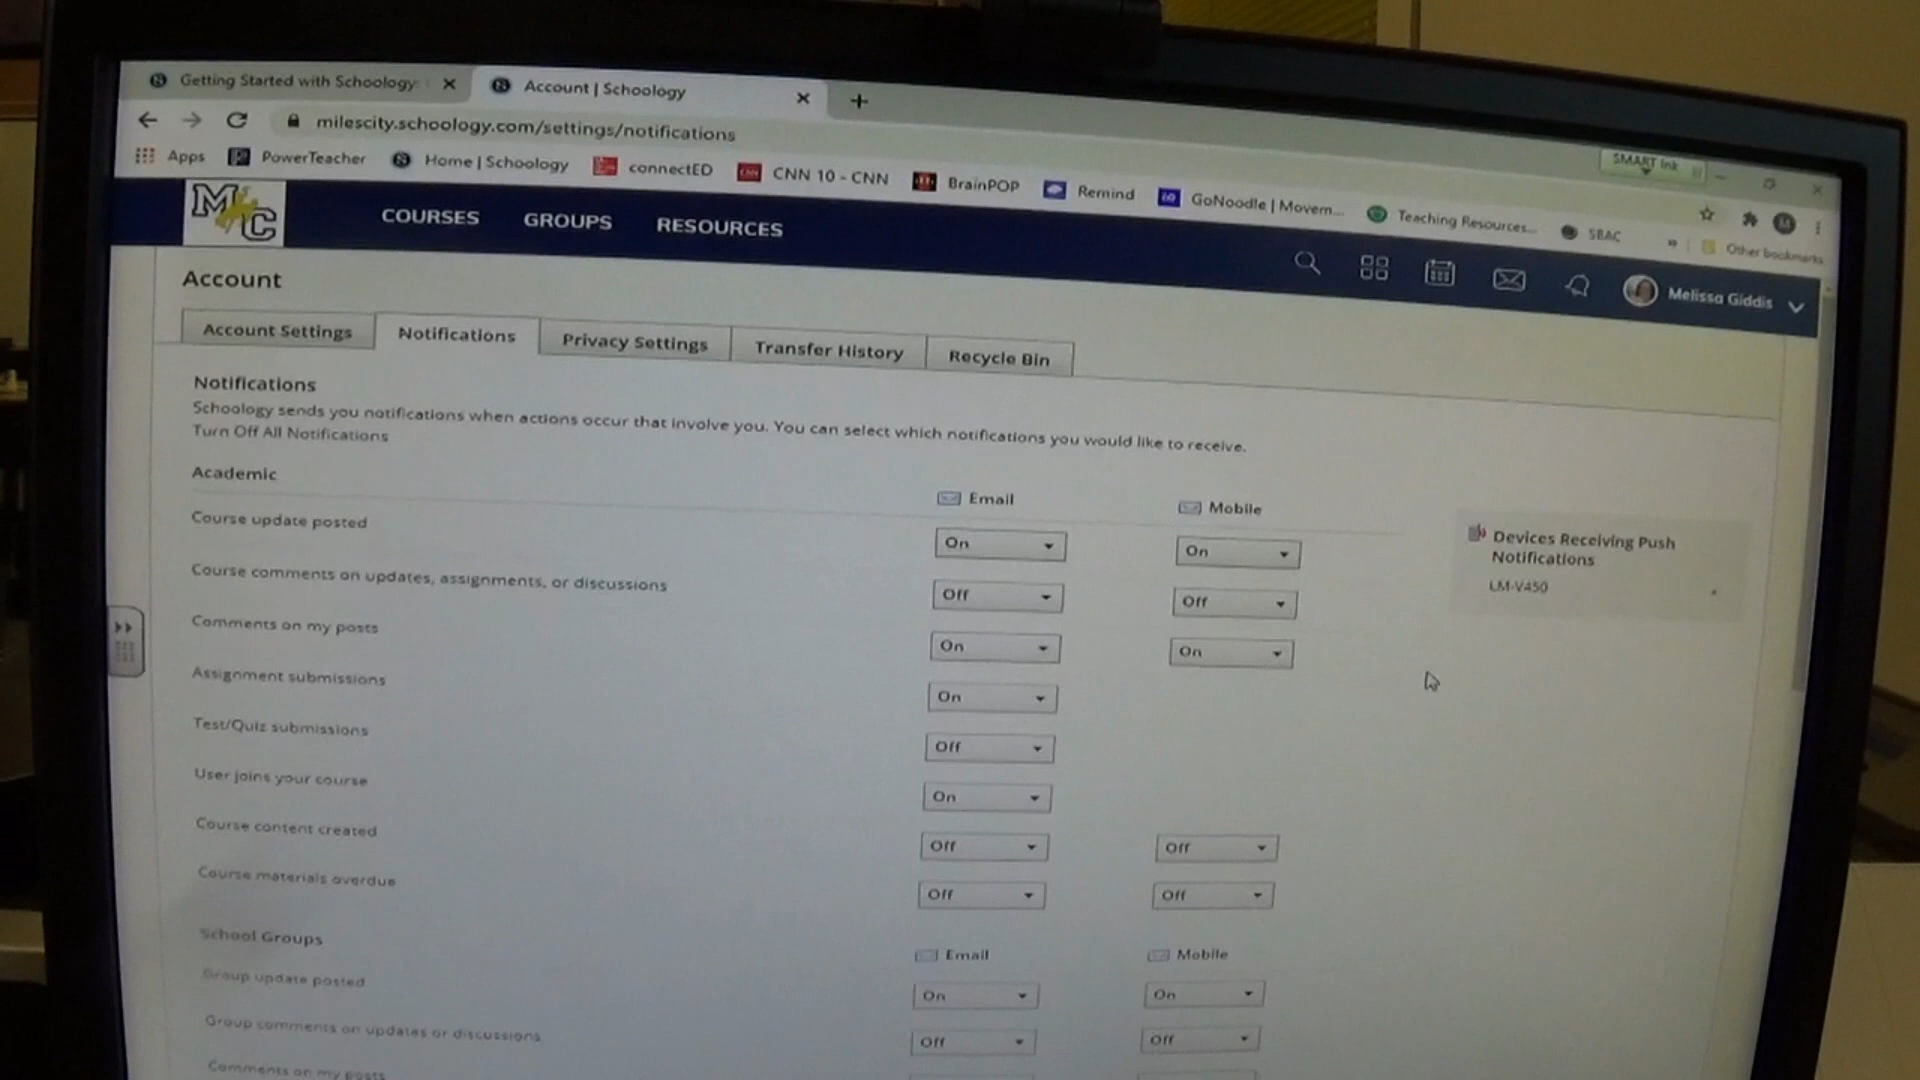 Getting Started with Schoology:
Account | Schoology
milescity.schoology.com/settings/notifications
SMART Ink
Apps PowerTeacher Home | Schoology connectED CNN 10 - CNN BrainPOP Remind GoNoodle | Movem... Teaching Resources... SBAC » Other bookmarks
MC COURSES GROUPS RESOURCES Melissa Giddis
Account
Account Settings Notifications Privacy Settings Transfer History Recycle Bin
Notifications
Schoology sends you notifications when actions occur that involve you. You can select which notifications you would like to receive.
Turn Off All Notifications
Academic Email Mobile
Course update posted On On
Devices Receiving Push
Notifications
LM-V450
Course comments on updates, assignments, or discussions Off Off
Comments on my posts On On
Assignment submissions On
Test/Quiz submissions Off
User joins your course On
Course content created Off Off
Course materials overdue Off Off
School Groups Email Mobile
Group update posted On On
Group comments on updates or discussions Off Off
Comments on my posts